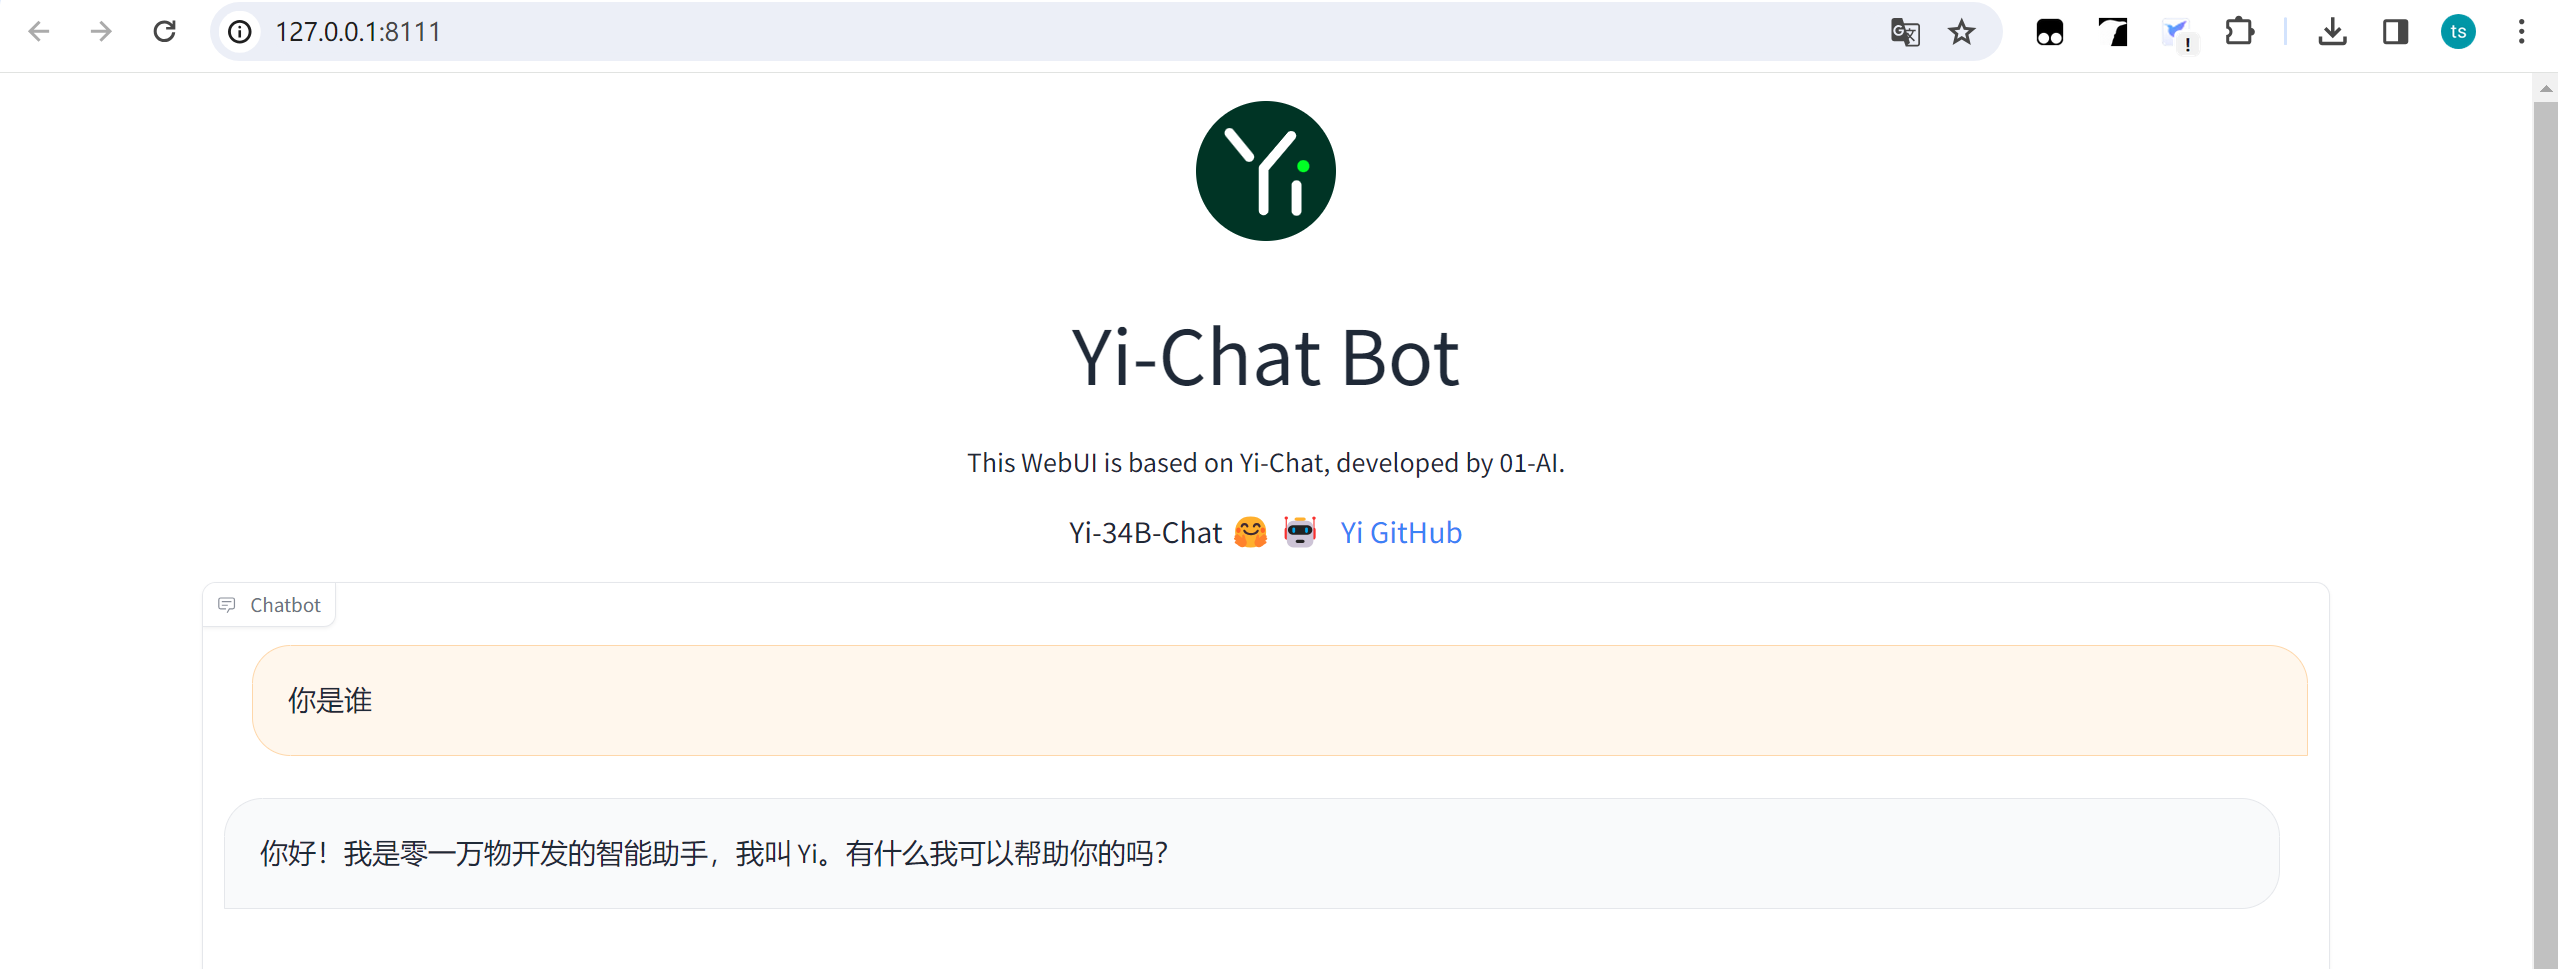 127.0.0.1:8111
ts
Yi
Yi-Chat Bot
This WebUI is based on Yi-Chat, developed by 01-AI.
Yi-34B-Chat 🤗 🤖 Yi GitHub
Chatbot
你是谁
你好！我是零一万物开发的智能助手，我叫 Yi。有什么我可以帮助你的吗？